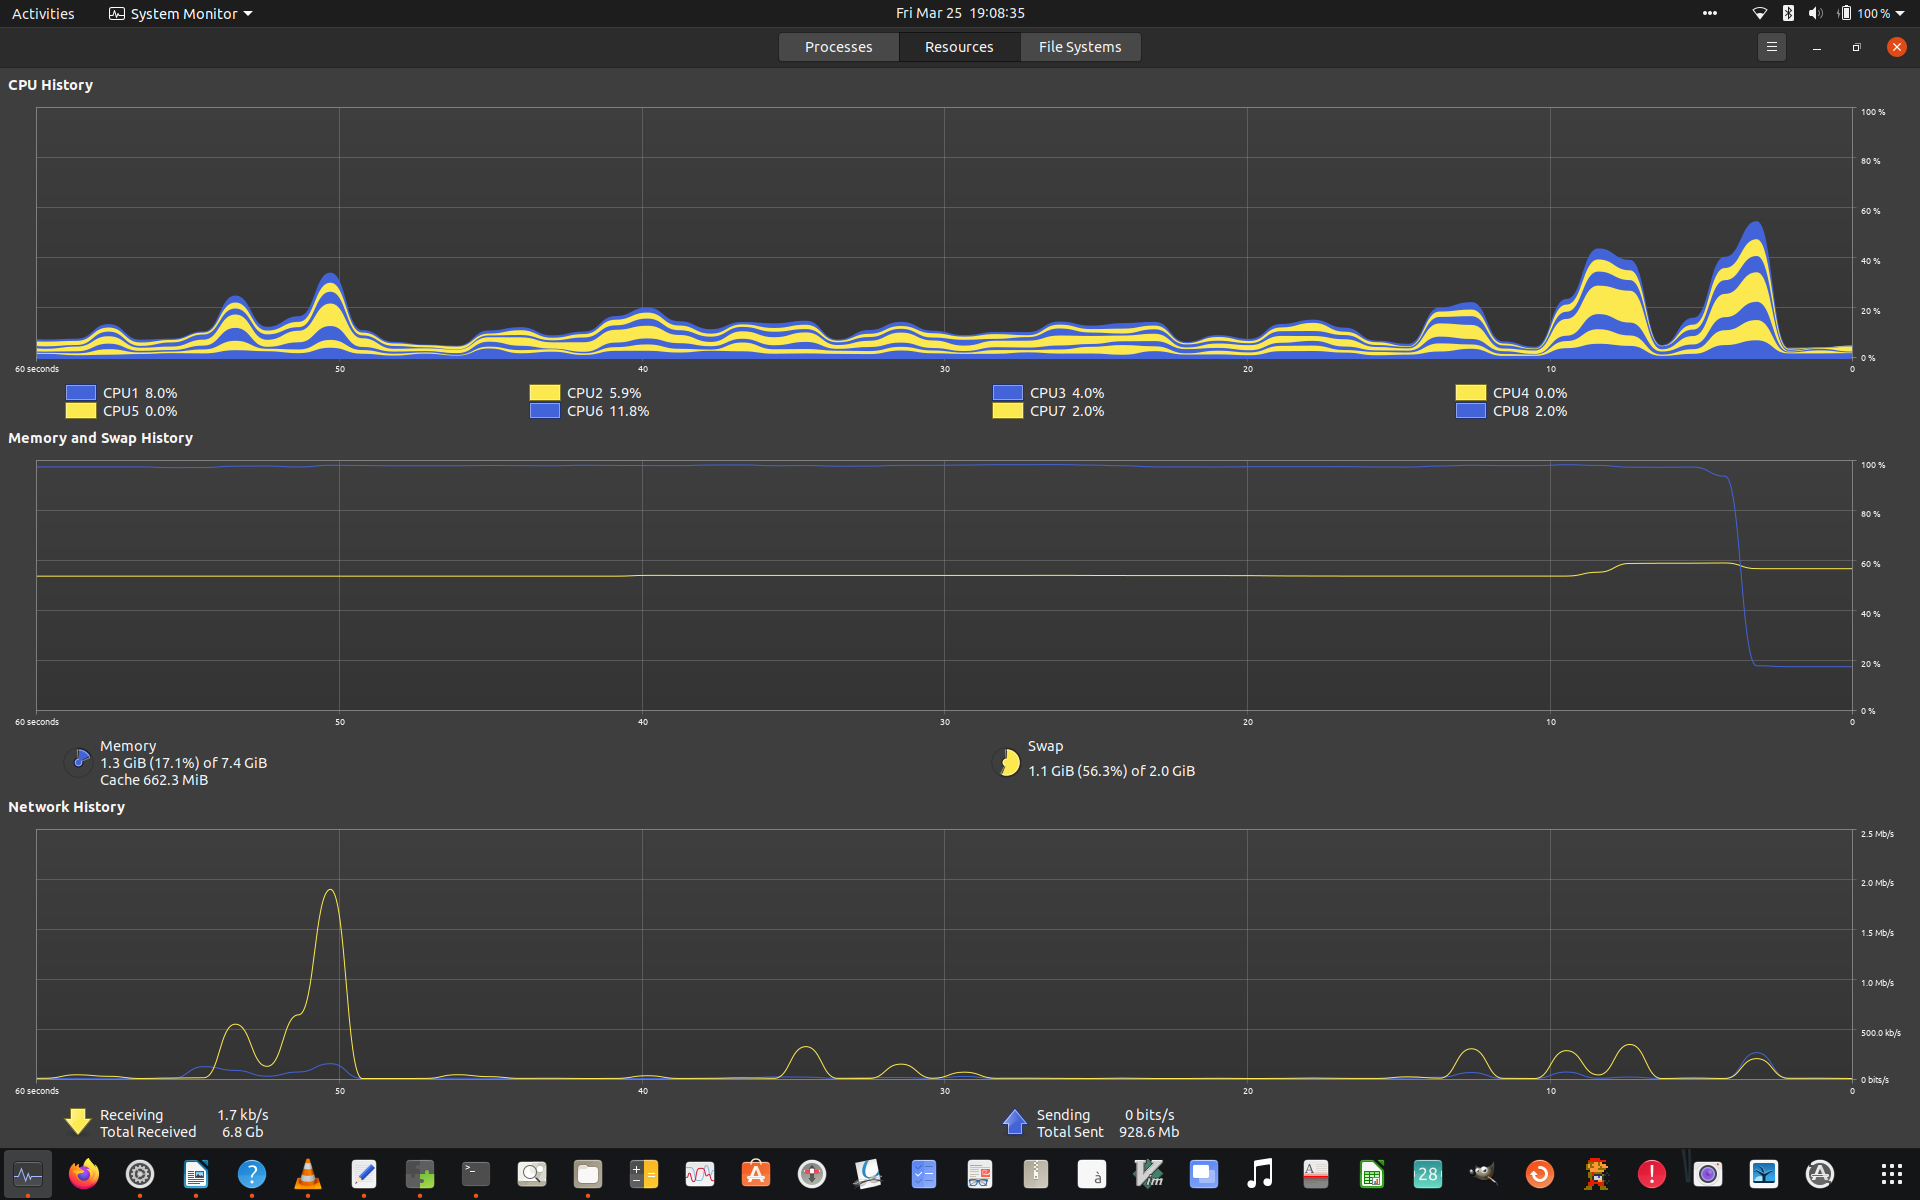 Activities System Monitor Fri Mar 25 19:08:35 100 %
Processes Resources File Systems
CPU History
100 %
80 %
60 %
40 %
20 %
0 %
60 seconds 50 40 30 20 10 0
CPU1 8.0% CPU2 5.9% CPU3 4.0% CPU4 0.0%
CPU5 0.0% CPU6 11.8% CPU7 2.0% CPU8 2.0%
Memory and Swap History
100 %
80 %
60 %
40 %
20 %
0 %
60 seconds 50 40 30 20 10 0
Memory Swap
1.3 GiB (17.1%) of 7.4 GiB 1.1 GiB (56.3%) of 2.0 GiB
Cache 662.3 MiB
Network History
2.5 Mb/s
2.0 Mb/s
1.5 Mb/s
1.0 Mb/s
500.0 kb/s
0 bits/s
60 seconds 50 40 30 20 10 0
Receiving 1.7 kb/s Sending 0 bits/s
Total Received 6.8 Gb Total Sent 928.6 Mb
? >_ A à Vim A 28 ! A